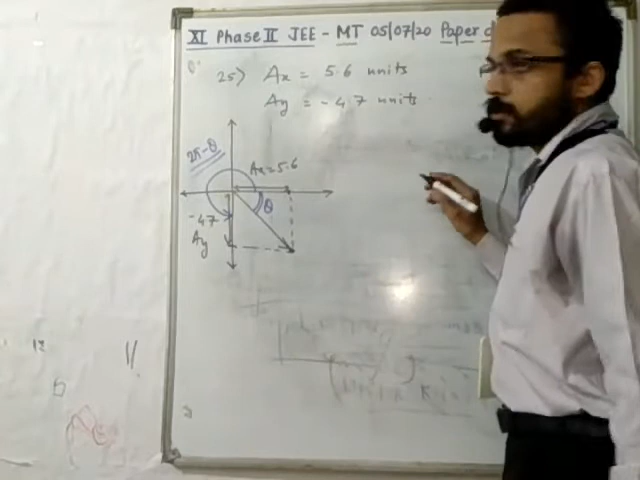 XI Phase II JEE - MT 05/07/20 Paper d
25> Ax = 5.6 units
Ay = -4.7 units
2π-θ
Ax=5.6
θ
-4.7
Ay